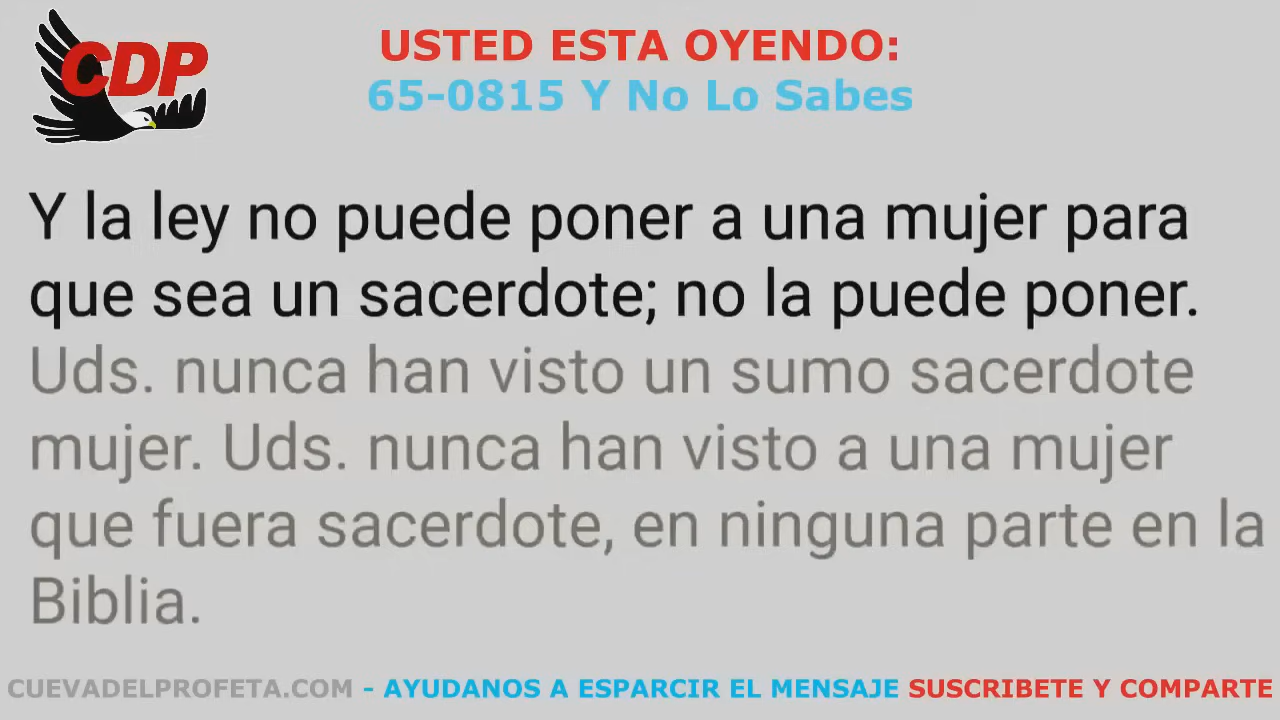 CDP
USTED ESTA OYENDO:
65-0815 Y No Lo Sabes
Y la ley no puede poner a una mujer para
que sea un sacerdote; no la puede poner.
Uds. nunca han visto un sumo sacerdote
mujer. Uds. nunca han visto a una mujer
que fuera sacerdote, en ninguna parte en la
Biblia.
CUEVADELPROFETA.COM - AYUDANOS A ESPARCIR EL MENSAJE SUSCRIBETE Y COMPARTE